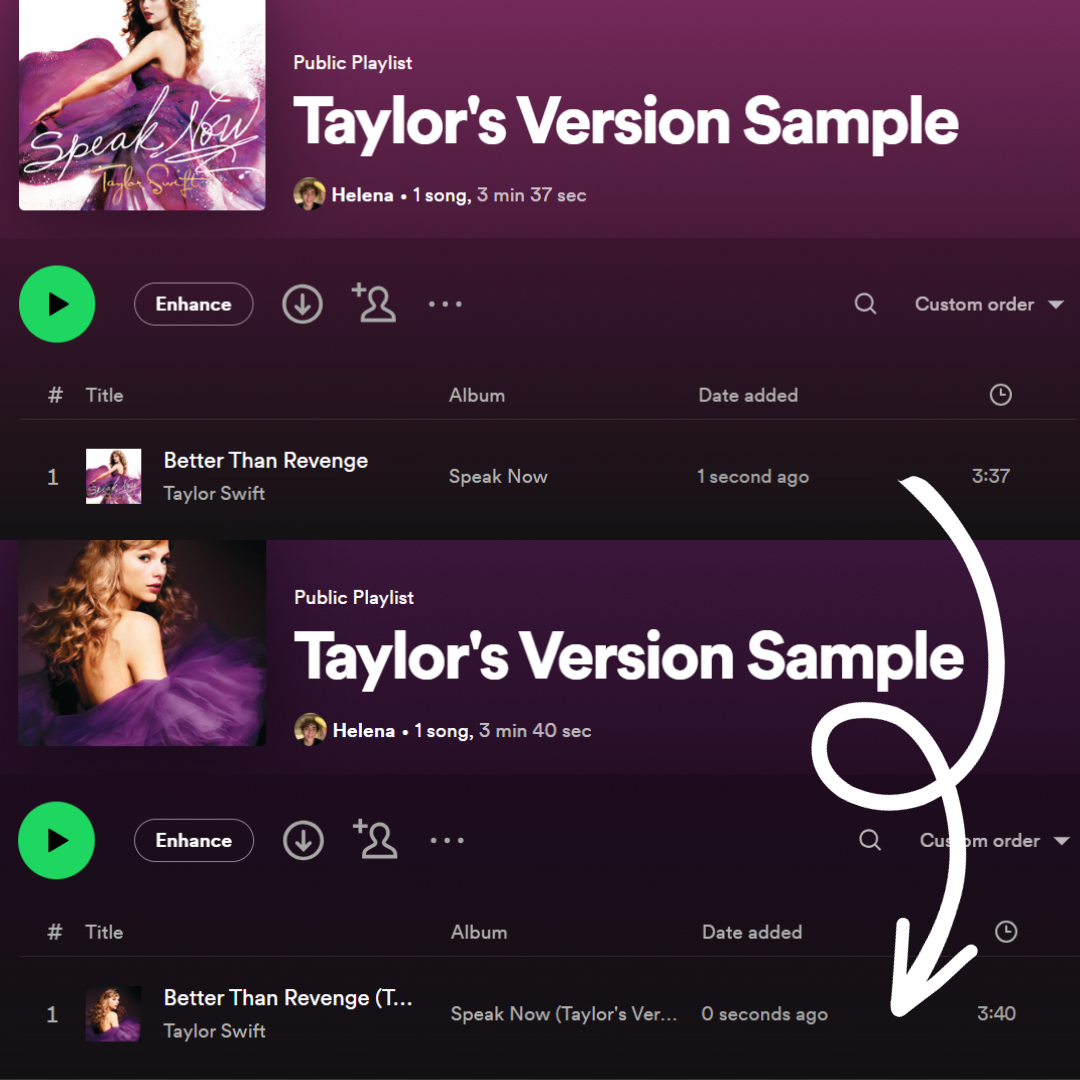 Speak Now
Taylor Swift
Public Playlist
Taylor's Version Sample
Helena • 1 song, 3 min 37 sec
Enhance
Custom order
# Title Album Date added
1 Better Than Revenge Speak Now 1 second ago 3:37
Taylor Swift
Public Playlist
Taylor's Version Sample
Helena • 1 song, 3 min 40 sec
Enhance
Custom order
# Title Album Date added
1 Better Than Revenge (T... Speak Now (Taylor's Ver... 0 seconds ago 3:40
Taylor Swift